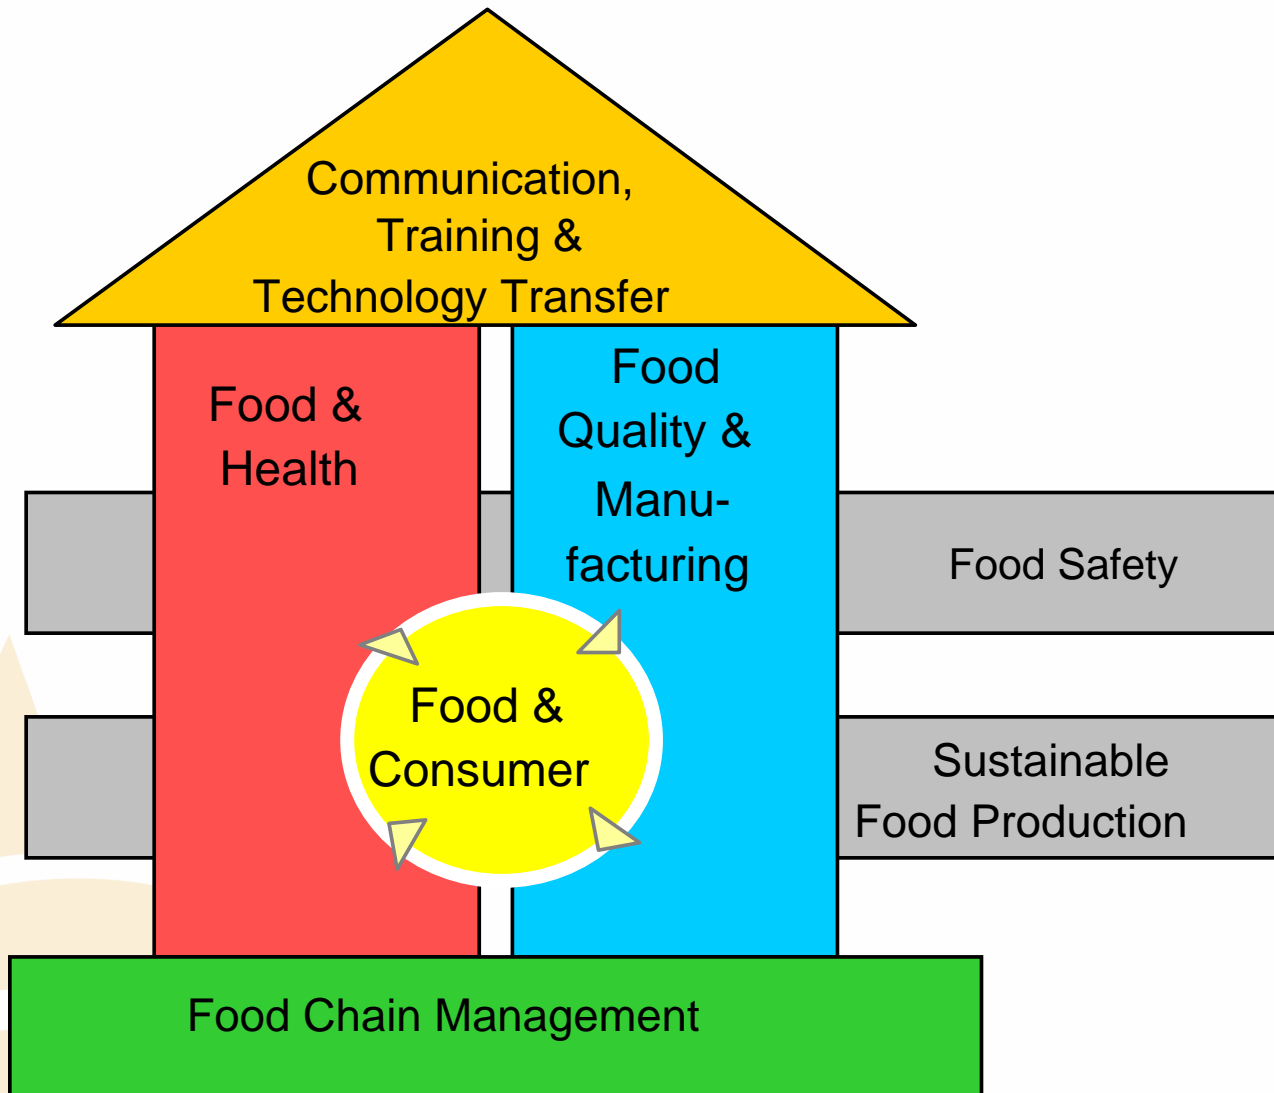 Communication,
Training &
Technology Transfer
Food &
Health
Food
Quality &
Manu-
facturing
Food Safety
Food &
Consumer
Sustainable
Food Production
Food Chain Management